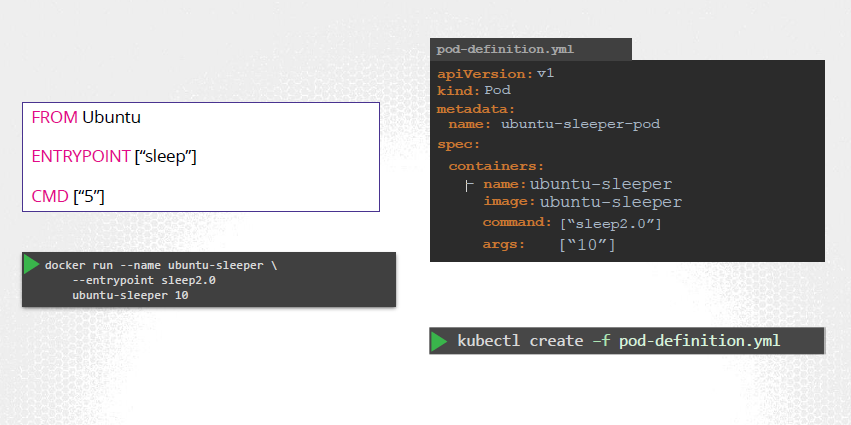 FROM Ubuntu
ENTRYPOINT [“sleep”]
CMD [“5”]
docker run --name ubuntu-sleeper \
--entrypoint sleep2.0
ubuntu-sleeper 10
pod-definition.yml
apiVersion: v1
kind: Pod
metadata:
name: ubuntu-sleeper-pod
spec:
containers:
- name: ubuntu-sleeper
image: ubuntu-sleeper
command: [“sleep2.0”]
args: [“10”]
kubectl create –f pod-definition.yml